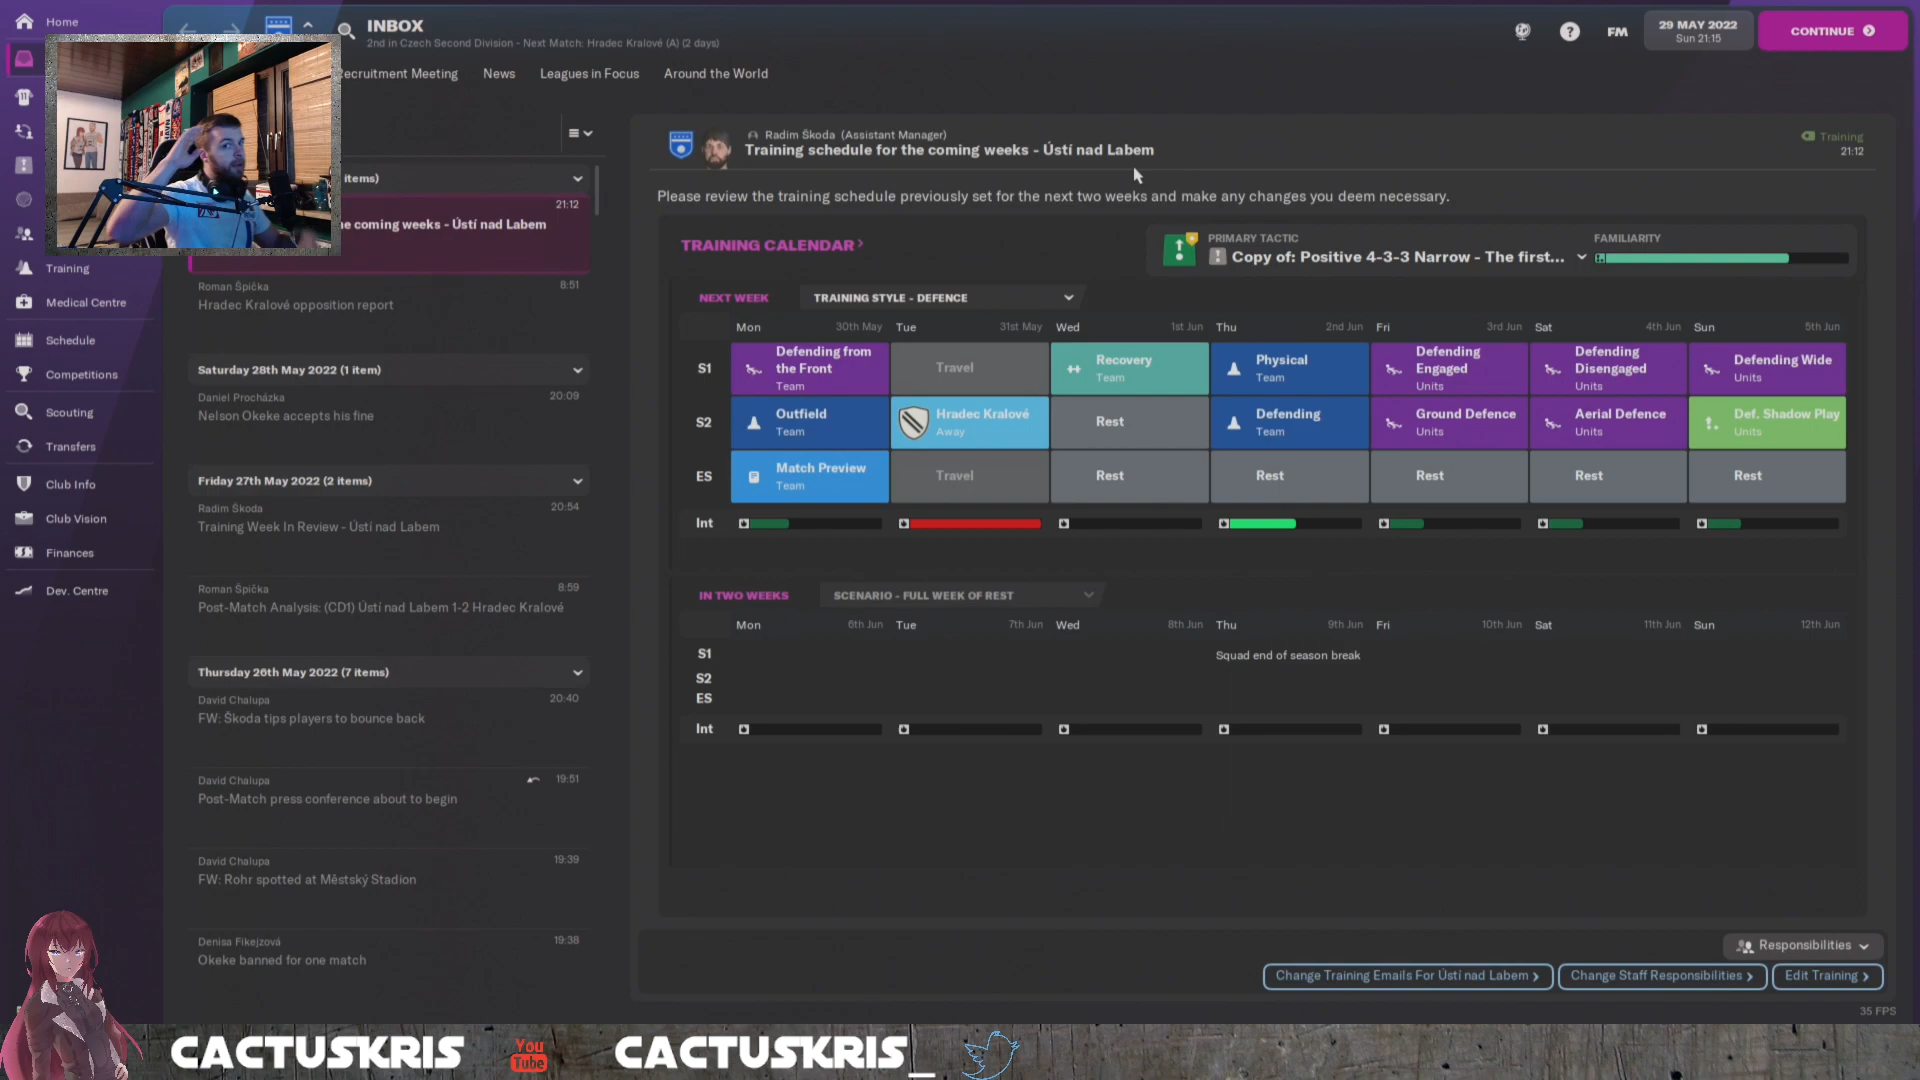 Home
INBOX
2nd in Czech Second Division - Next Match: Hradec Kralové (A) (2 days)
FM
29 MAY 2022
Sun 21:15
CONTINUE
ecruitment Meeting
News
Leagues in Focus
Around the World
Training
Medical Centre
Schedule
Competitions
Scouting
Transfers
Club Info
Club Vision
Finances
Dev. Centre
items)
21:12
he coming weeks - Ústí nad Labem
Roman Špička
8:51
Hradec Kralové opposition report
Saturday 28th May 2022 (1 item)
Daniel Procházka
20:09
Nelson Okeke accepts his fine
Friday 27th May 2022 (2 items)
Radim Škoda
20:54
Training Week In Review - Ústí nad Labem
Roman Špička
8:59
Post-Match Analysis: (CD1) Ústí nad Labem 1-2 Hradec Kralové
Thursday 26th May 2022 (7 items)
David Chalupa
20:40
FW: Škoda tips players to bounce back
David Chalupa
19:51
Post-Match press conference about to begin
David Chalupa
19:39
FW: Rohr spotted at Městský Stadion
Denisa Fikejzová
19:38
Okeke banned for one match
Radim Škoda (Assistant Manager)
Training schedule for the coming weeks - Ústí nad Labem
Training
21:12
Please review the training schedule previously set for the next two weeks and make any changes you deem necessary.
TRAINING CALENDAR
PRIMARY TACTIC
Copy of: Positive 4-3-3 Narrow - The first...
FAMILIARITY
NEXT WEEK
TRAINING STYLE - DEFENCE
Mon 30th May Tue 31st May Wed 1st Jun Thu 2nd Jun Fri 3rd Jun Sat 4th Jun Sun 5th Jun
S1
Defending from the Front
Team
Travel
Recovery
Team
Physical
Team
Defending Engaged
Units
Defending Disengaged
Units
Defending Wide
Units
S2
Outfield
Team
Hradec Kralové
Away
Rest
Defending
Team
Ground Defence
Units
Aerial Defence
Units
Def. Shadow Play
Units
ES
Match Preview
Team
Travel
Rest
Rest
Rest
Rest
Rest
Int
IN TWO WEEKS
SCENARIO - FULL WEEK OF REST
Mon 6th Jun Tue 7th Jun Wed 8th Jun Thu 9th Jun Fri 10th Jun Sat 11th Jun Sun 12th Jun
S1
Squad end of season break
S2
ES
Int
Responsibilities
Change Training Emails For Ústí nad Labem
Change Staff Responsibilities
Edit Training
35 FPS
CACTUSKRIS
You
Tube
CACTUSKRIS_